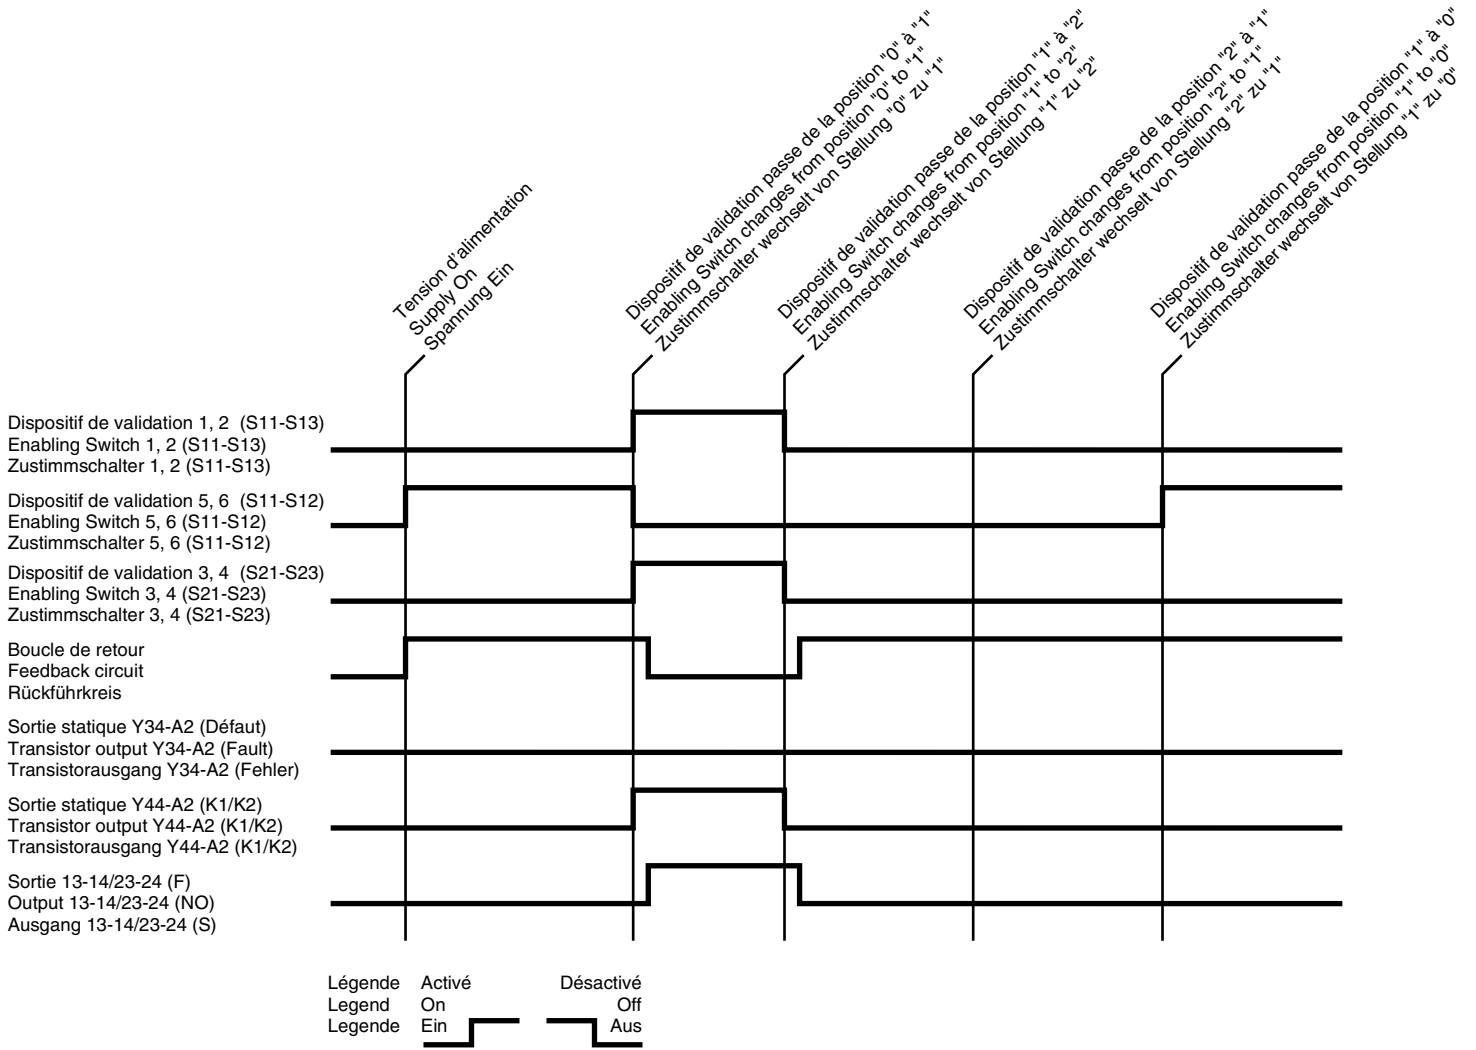 Tension d'alimentation
Supply On
Spannung Ein
Dispositif de validation passe de la position "0" à "1"
Enabling Switch changes from position "0" to "1"
Zustimmschalter wechselt von Stellung "0" zu "1"
Dispositif de validation passe de la position "1" à "2"
Enabling Switch changes from position "1" to "2"
Zustimmschalter wechselt von Stellung "1" zu "2"
Dispositif de validation passe de la position "2" à "1"
Enabling Switch changes from position "2" to "1"
Zustimmschalter wechselt von Stellung "2" zu "1"
Dispositif de validation passe de la position "1" à "0"
Enabling Switch changes from position "1" to "0"
Zustimmschalter wechselt von Stellung "1" zu "0"
Dispositif de validation 1, 2 (S11-S13)
Enabling Switch 1, 2 (S11-S13)
Zustimmschalter 1, 2 (S11-S13)
Dispositif de validation 5, 6 (S11-S12)
Enabling Switch 5, 6 (S11-S12)
Zustimmschalter 5, 6 (S11-S12)
Dispositif de validation 3, 4 (S21-S23)
Enabling Switch 3, 4 (S21-S23)
Zustimmschalter 3, 4 (S21-S23)
Boucle de retour
Feedback circuit
Rückführkreis
Sortie statique Y34-A2 (Défaut)
Transistor output Y34-A2 (Fault)
Transistorausgang Y34-A2 (Fehler)
Sortie statique Y44-A2 (K1/K2)
Transistor output Y44-A2 (K1/K2)
Transistorausgang Y44-A2 (K1/K2)
Sortie 13-14/23-24 (F)
Output 13-14/23-24 (NO)
Ausgang 13-14/23-24 (S)
Légende Activé Désactivé
Legend On Off
Legende Ein Aus